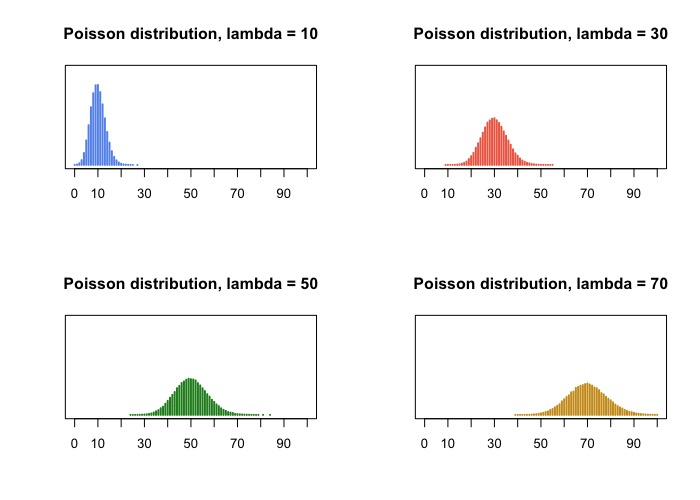 Poisson distribution, lambda = 10
0 10 30 50 70 90
Poisson distribution, lambda = 30
0 10 30 50 70 90
Poisson distribution, lambda = 50
0 10 30 50 70 90
Poisson distribution, lambda = 70
0 10 30 50 70 90